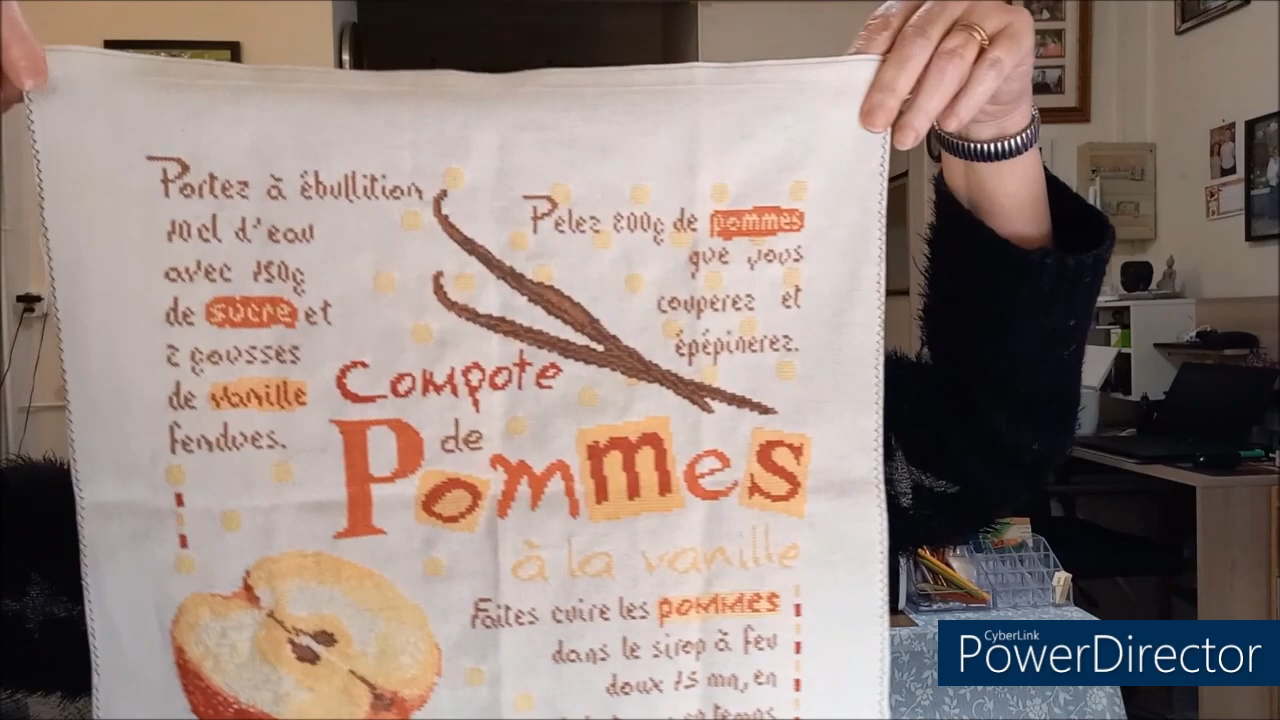 Portez à ébullition
10cl d'eau
avec 150g
de sucre et
2 gousses
de vanille
fendues.
Pelez 800g de pommes
que vous
couperez et
épépinerez.
Compote
de
Pommes
à la vanille
Faites cuire les pommes
dans le sirop à feu
doux 15 mn, en
temps
CyberLink
PowerDirector